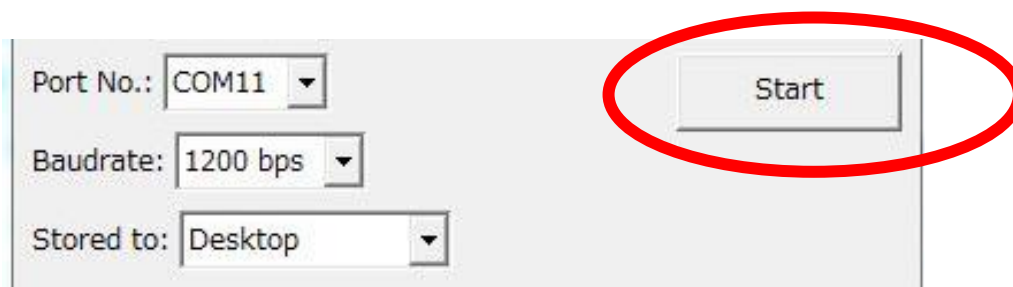 Port No.: COM11
Start
Baudrate: 1200 bps
Stored to: Desktop